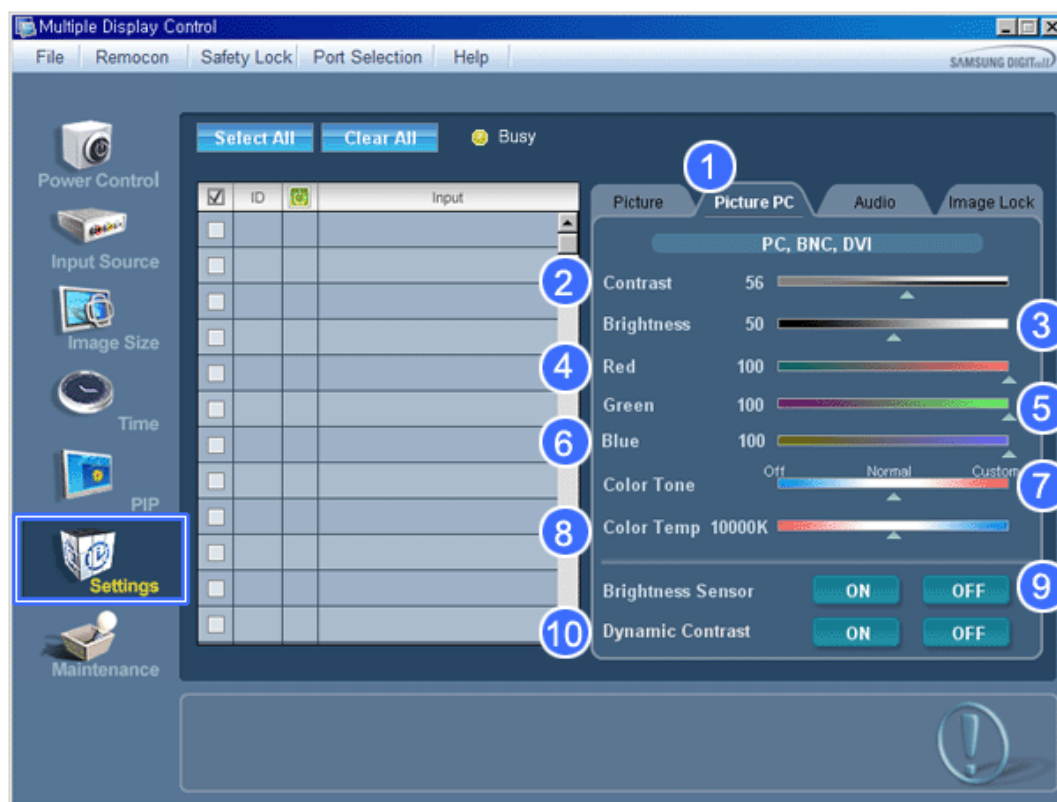 Multiple Display Control
File Remocon Safety Lock Port Selection Help
SAMSUNG DIGITall
Select All Clear All Busy
Power Control
Input Source
Image Size
Time
PIP
Settings
Maintenance
ID Input
1
Picture Picture PC Audio Image Lock
PC, BNC, DVI
2 Contrast 56
Brightness 50 3
4 Red 100
Green 100 5
6 Blue 100
Off Normal Custom
Color Tone 7
8 Color Temp 10000K
Brightness Sensor ON OFF 9
10 Dynamic Contrast ON OFF